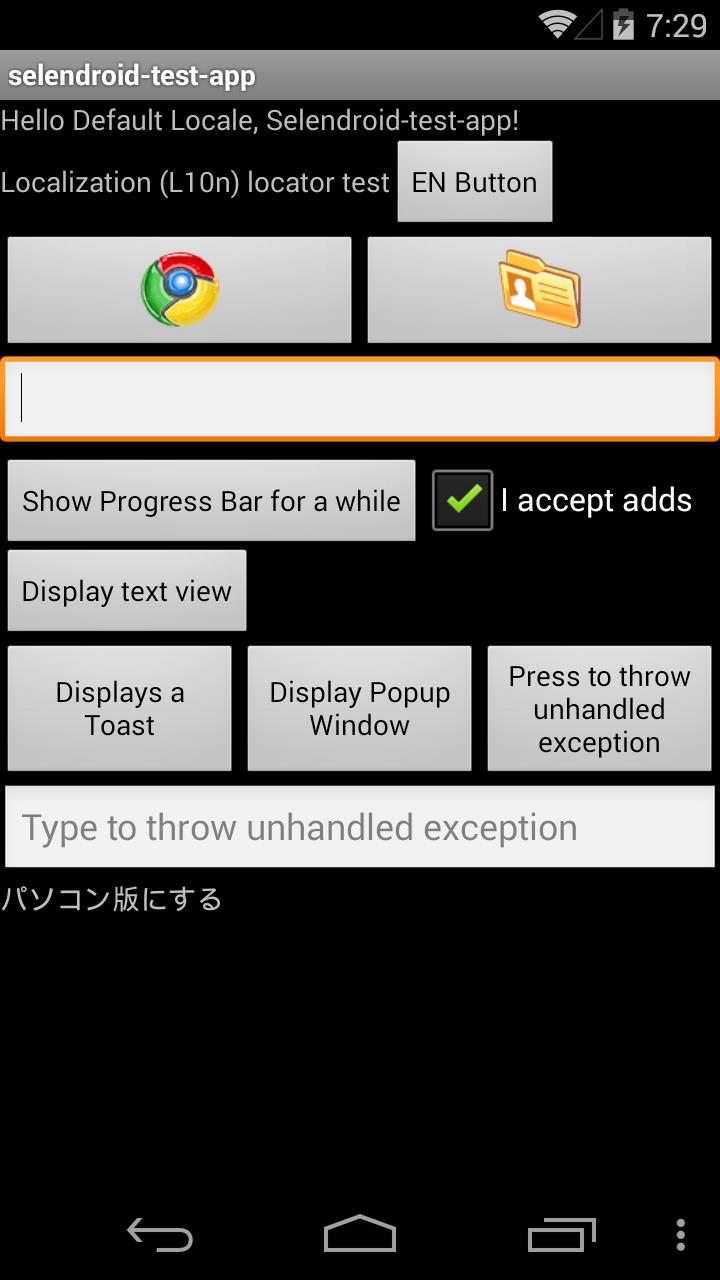 7:29
selendroid-test-app
Hello Default Locale, Selendroid-test-app!
Localization (L10n) locator test
EN Button
Show Progress Bar for a while
I accept adds
Display text view
Displays a
Toast
Display Popup
Window
Press to throw
unhandled
exception
Type to throw unhandled exception
パソコン版にする